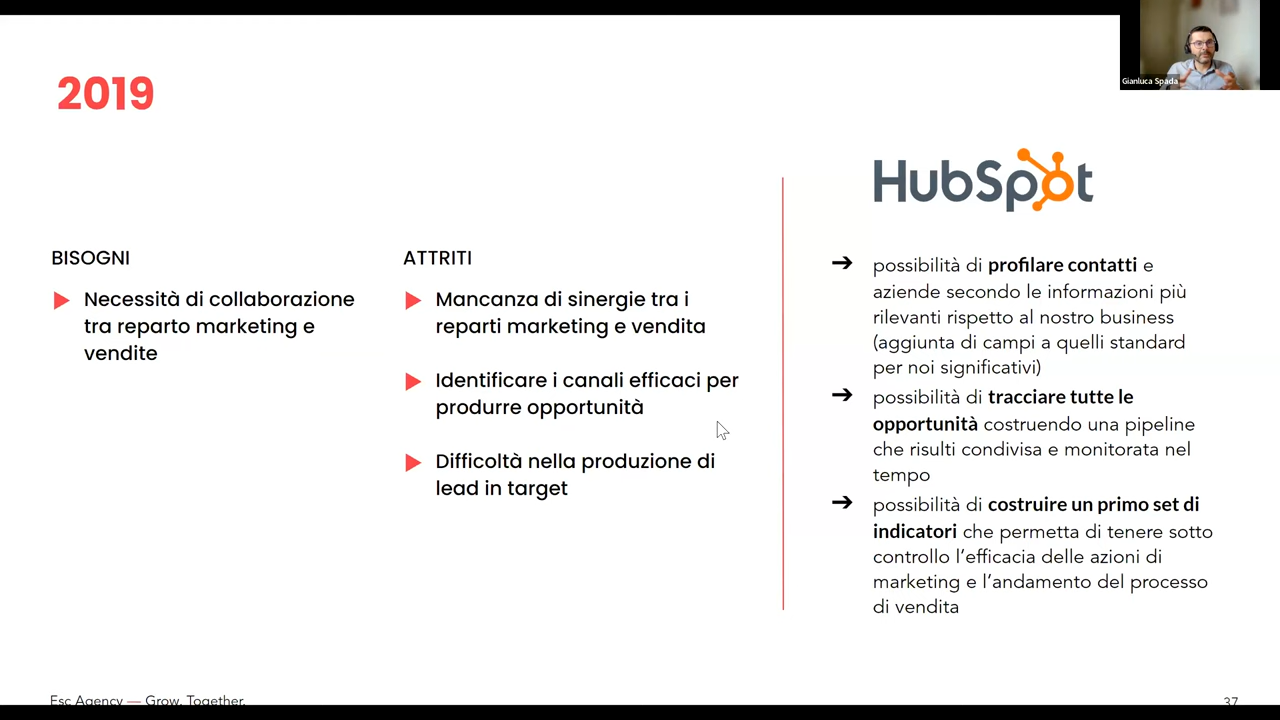 2019
Gianluca Spada
BISOGNI
Necessità di collaborazione
tra reparto marketing e
vendite
ATTRITI
Mancanza di sinergie tra i
reparti marketing e vendita
Identificare i canali efficaci per
produrre opportunità
Difficoltà nella produzione di
lead in target
HubSpot
possibilità di profilare contatti e
aziende secondo le informazioni più
rilevanti rispetto al nostro business
(aggiunta di campi a quelli standard
per noi significativi)
possibilità di tracciare tutte le
opportunità costruendo una pipeline
che risulti condivisa e monitorata nel
tempo
possibilità di costruire un primo set di
indicatori che permetta di tenere sotto
controllo l'efficacia delle azioni di
marketing e l'andamento del processo
di vendita
Esc Agency — Grow. Together.
37